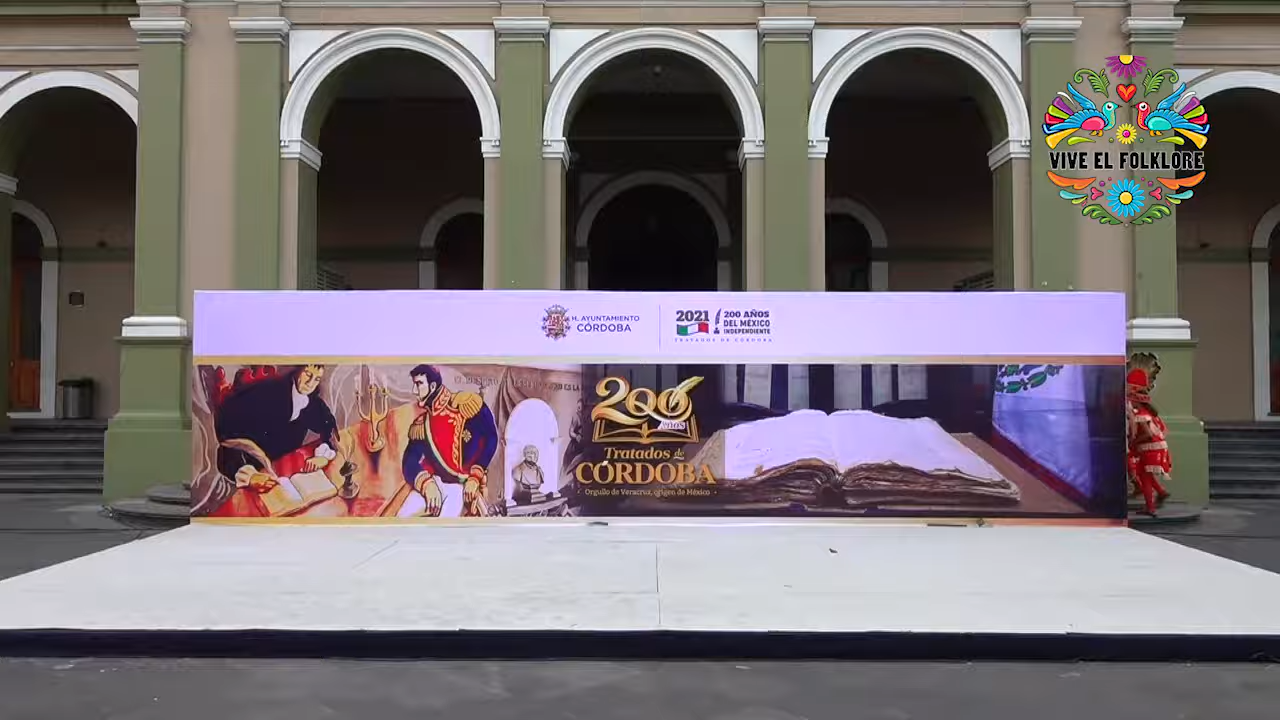 VIVE EL FOLKLORE
H. AYUNTAMIENTO
CÓRDOBA
2021
200 AÑOS
DEL MÉXICO
INDEPENDIENTE
TRATADOS DE CÓRDOBA
200
Años
Tratados de
CÓRDOBA
Orgullo de Veracruz, origen de México